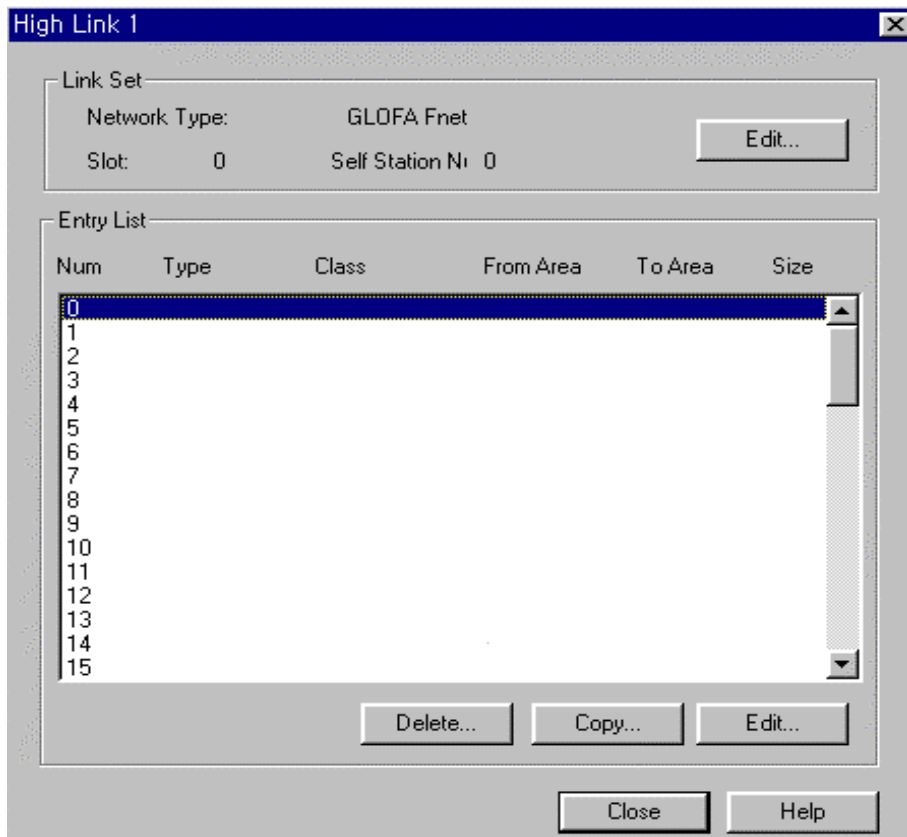 High Link 1
Link Set
Network Type: GLOFA Fnet
Edit...
Slot: 0 Self Station Nu 0
Entry List
Num Type Class From Area To Area Size
0
1
2
3
4
5
6
7
8
9
10
11
12
13
14
15
Delete... Copy... Edit...
Close Help